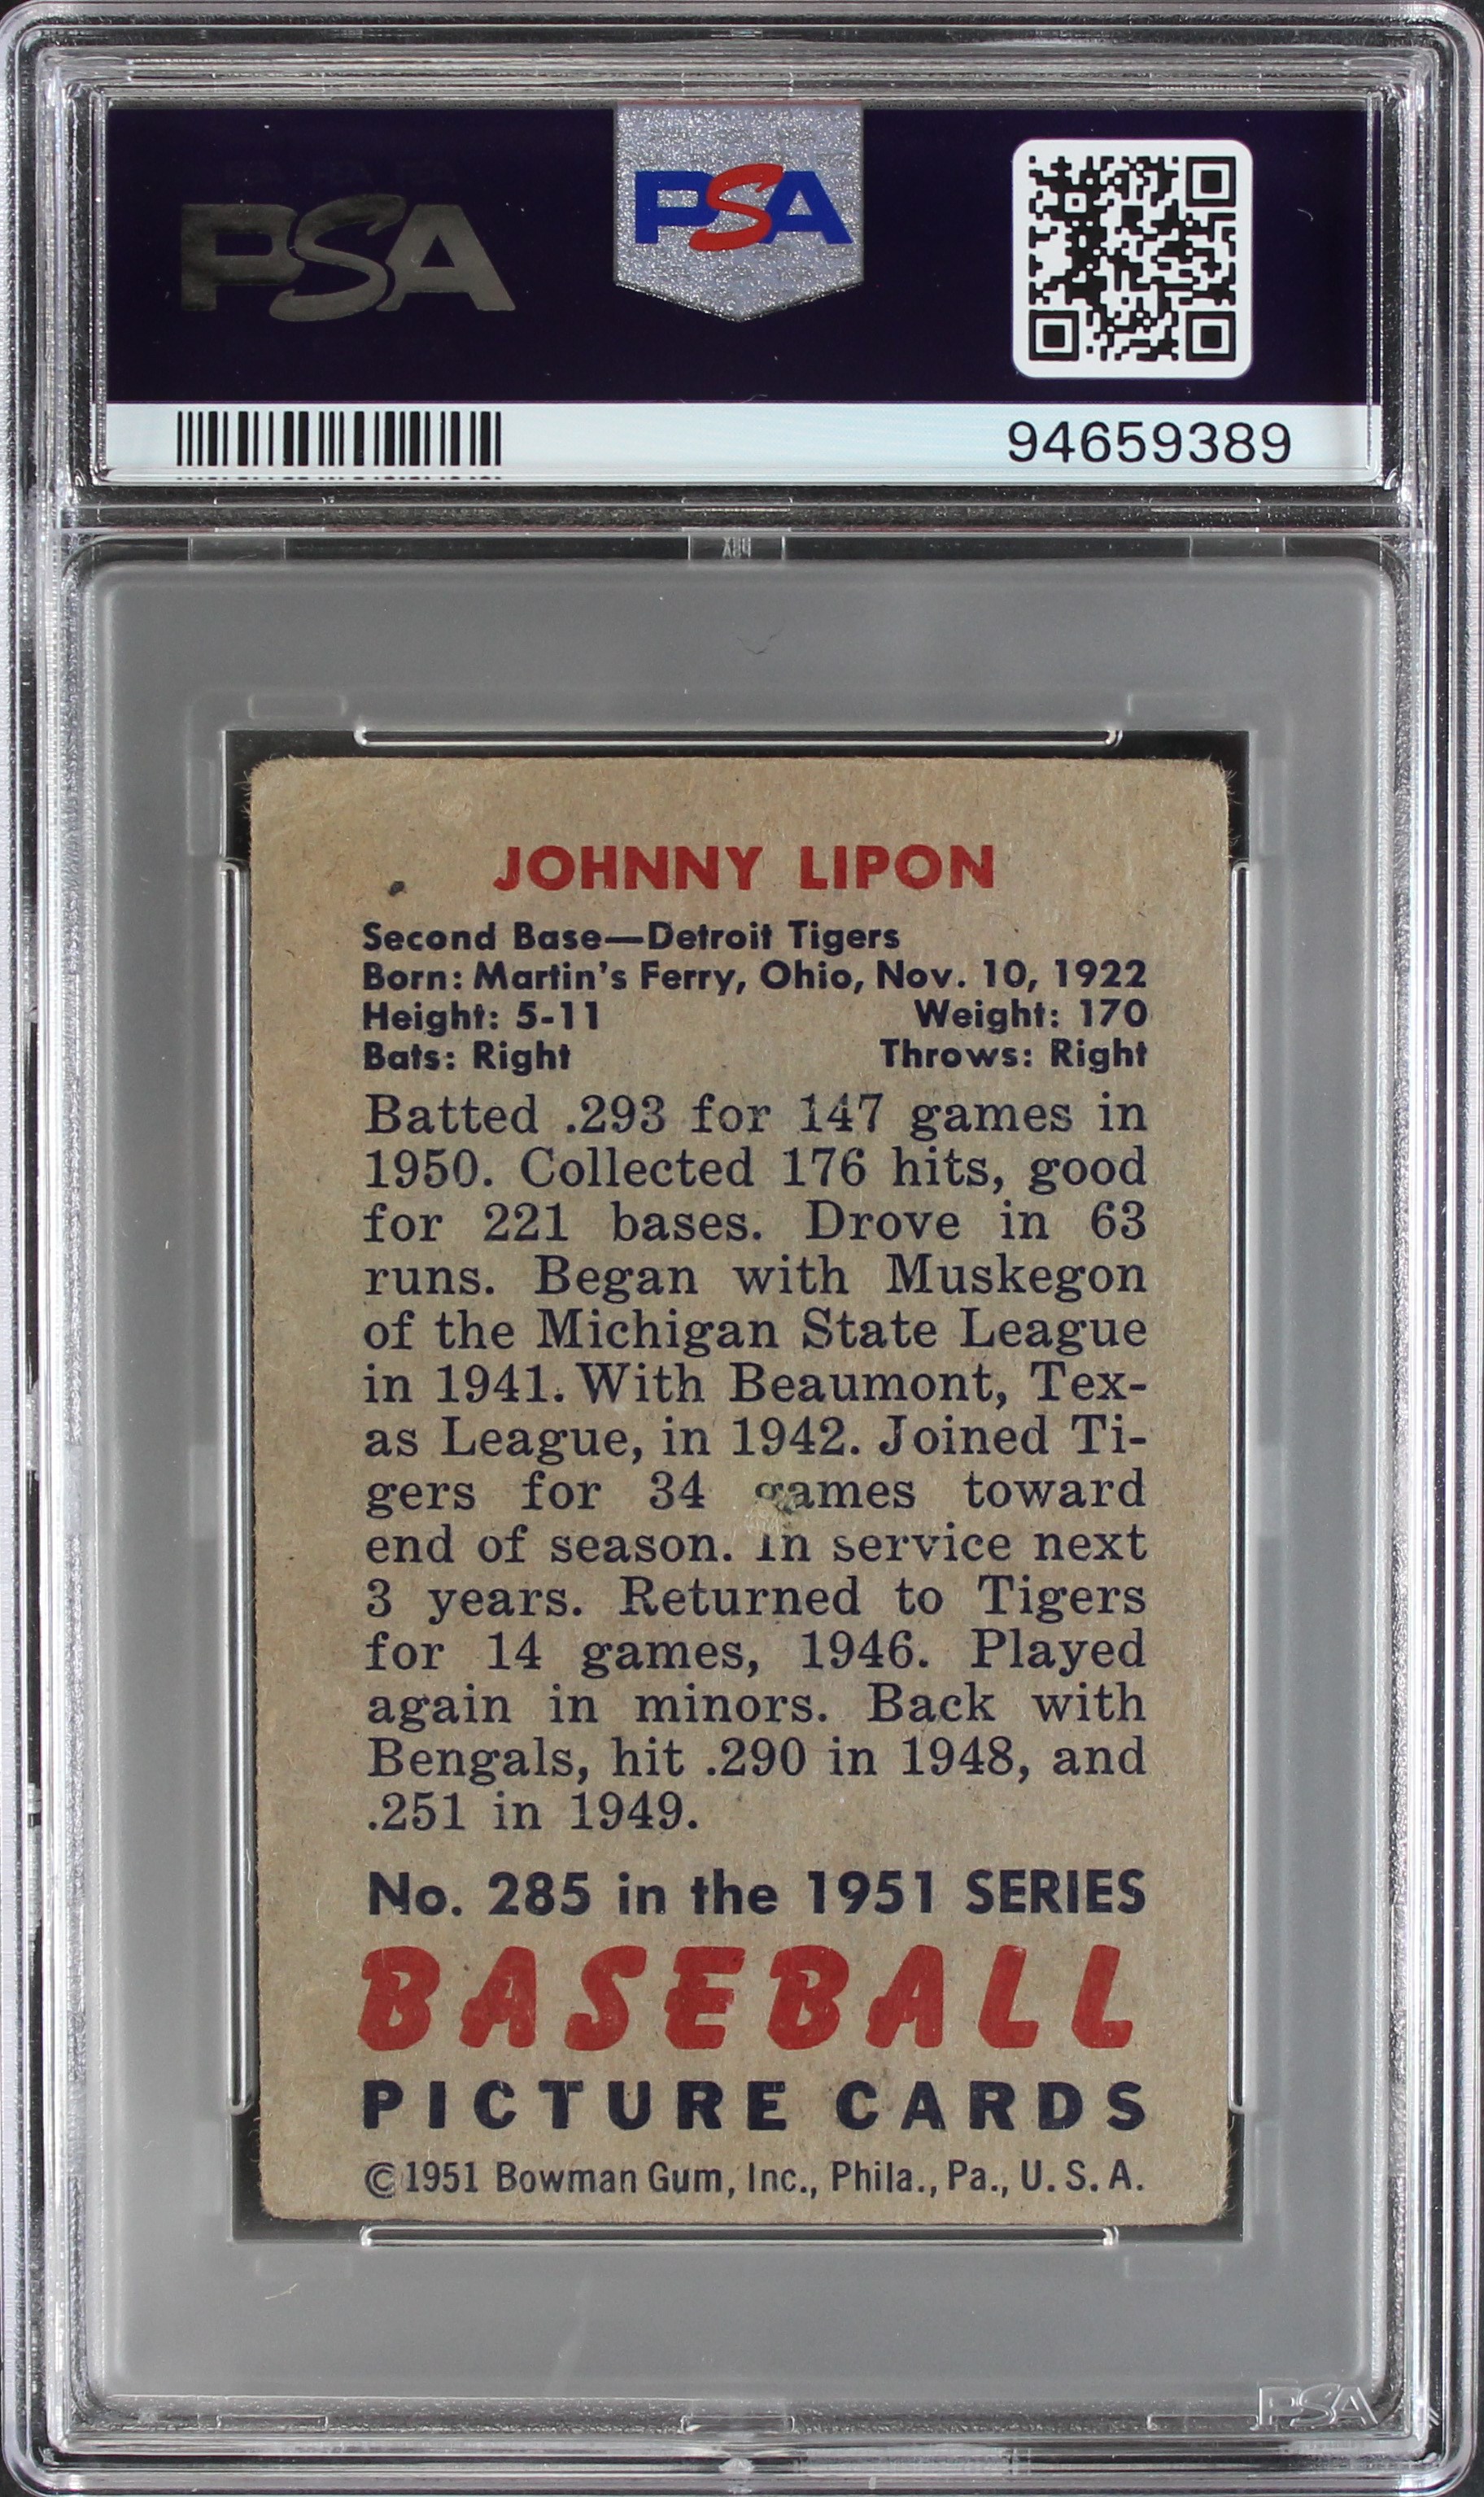 PSA
PSA
94659389
JOHNNY LIPON
Second Base—Detroit Tigers
Born: Martin's Ferry, Ohio, Nov. 10, 1922
Height: 5-11 Weight: 170
Bats: Right Throws: Right
Batted .293 for 147 games in
1950. Collected 176 hits, good
for 221 bases. Drove in 63
runs. Began with Muskegon
of the Michigan State League
in 1941. With Beaumont, Tex-
as League, in 1942. Joined Ti-
gers for 34 games toward
end of season. In service next
3 years. Returned to Tigers
for 14 games, 1946. Played
again in minors. Back with
Bengals, hit .290 in 1948, and
.251 in 1949.
No. 285 in the 1951 SERIES
BASEBALL
PICTURE CARDS
©1951 Bowman Gum, Inc., Phila., Pa., U.S.A.
PSA